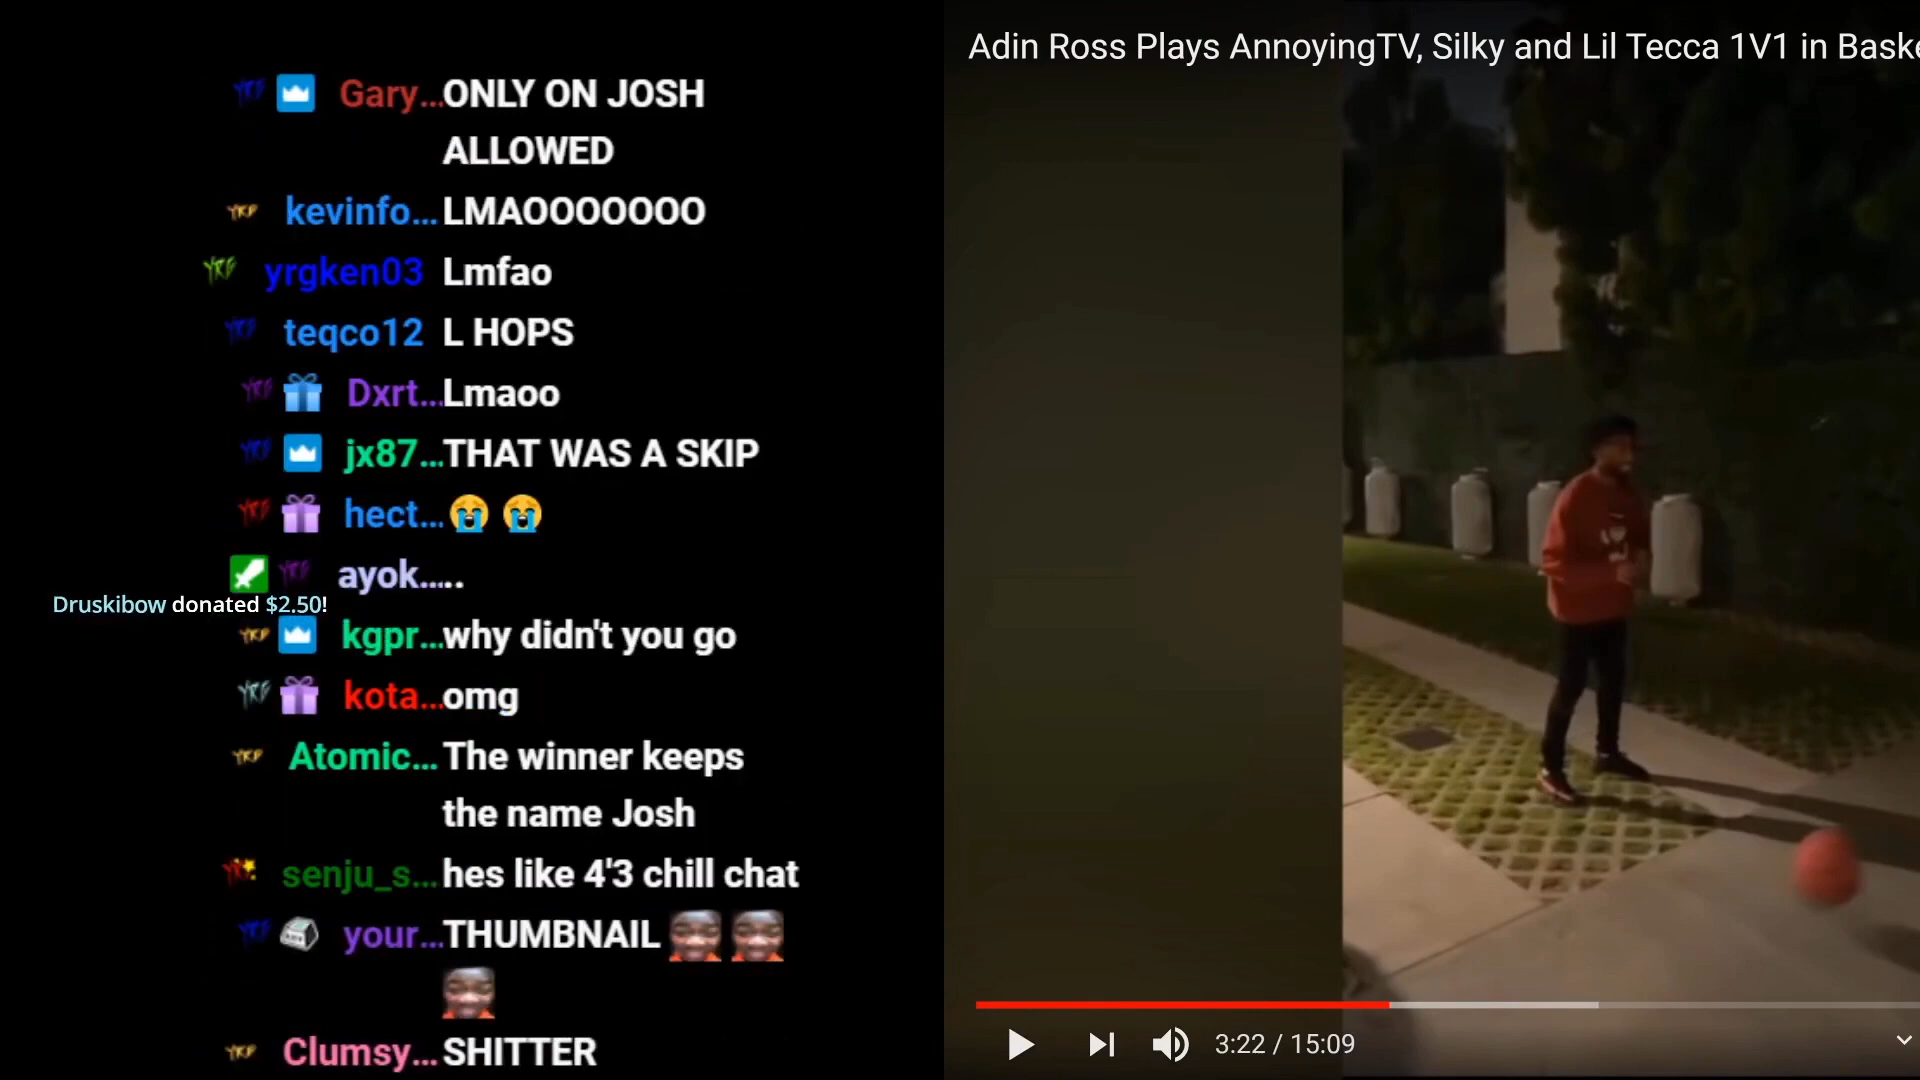 Adin Ross Plays AnnoyingTV, Silky and Lil Tecca 1V1 in Baske
Gary...ONLY ON JOSH
ALLOWED
kevinfo...LMAOOOOOOO
yrgken03 Lmfao
teqco12 L HOPS
Dxrt...Lmaoo
jx87...THAT WAS A SKIP
hect...😭 😭
ayok.....
Druskibow donated $2.50!
kgpr...why didn't you go
kota...omg
Atomic...The winner keeps
the name Josh
senju_s...hes like 4'3 chill chat
your...THUMBNAIL
Clumsy...SHITTER
3:22 / 15:09